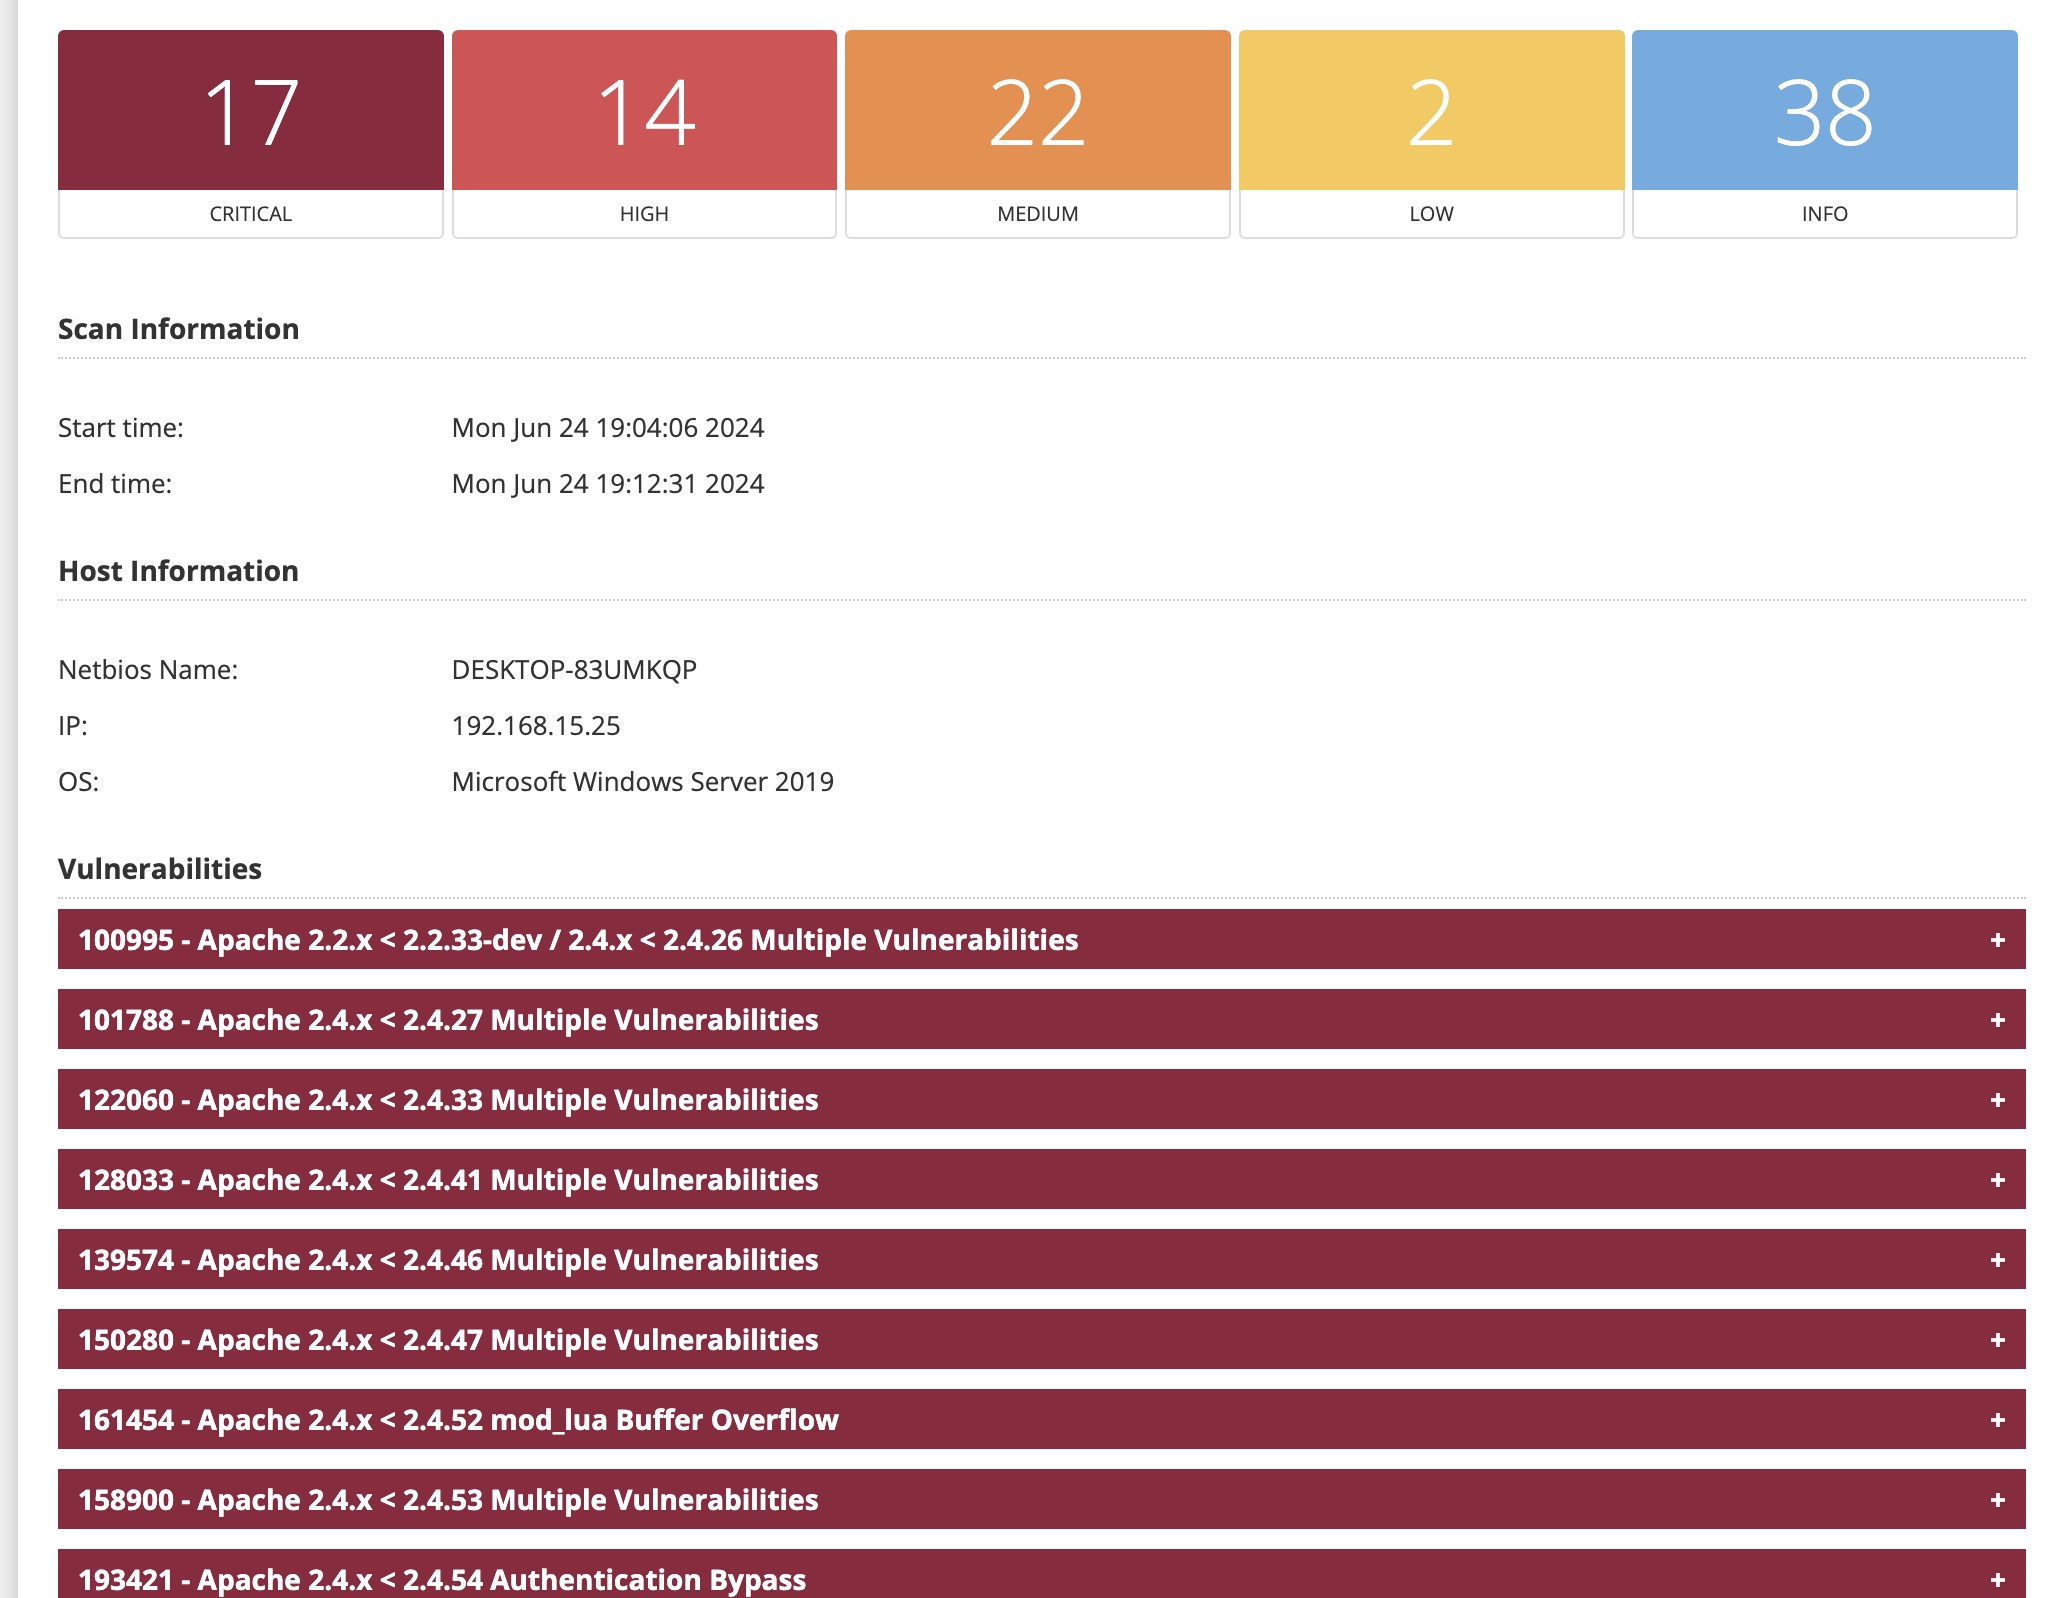 17 14 22 2 38
CRITICAL HIGH MEDIUM LOW INFO
Scan Information
Start time: Mon Jun 24 19:04:06 2024
End time: Mon Jun 24 19:12:31 2024
Host Information
Netbios Name: DESKTOP-83UMKQP
IP: 192.168.15.25
OS: Microsoft Windows Server 2019
Vulnerabilities
100995 - Apache 2.2.x < 2.2.33-dev / 2.4.x < 2.4.26 Multiple Vulnerabilities +
101788 - Apache 2.4.x < 2.4.27 Multiple Vulnerabilities +
122060 - Apache 2.4.x < 2.4.33 Multiple Vulnerabilities +
128033 - Apache 2.4.x < 2.4.41 Multiple Vulnerabilities +
139574 - Apache 2.4.x < 2.4.46 Multiple Vulnerabilities +
150280 - Apache 2.4.x < 2.4.47 Multiple Vulnerabilities +
161454 - Apache 2.4.x < 2.4.52 mod_lua Buffer Overflow +
158900 - Apache 2.4.x < 2.4.53 Multiple Vulnerabilities +
193421 - Apache 2.4.x < 2.4.54 Authentication Bypass +